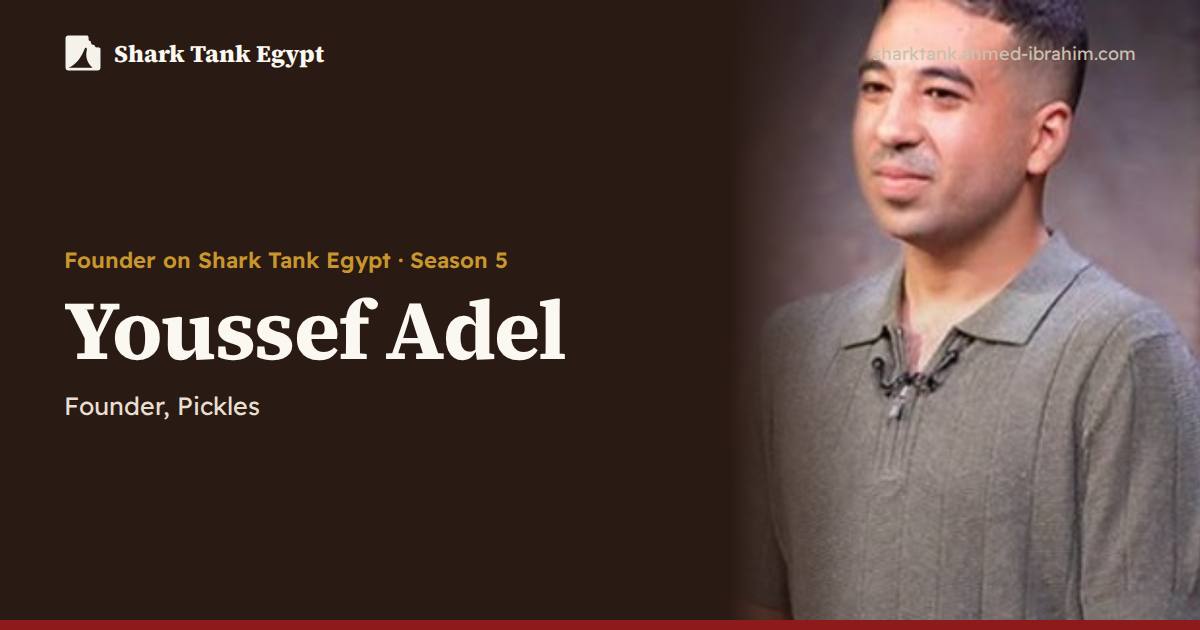 Shark Tank Egypt
sharktank.ahmed-ibrahim.com
Founder on Shark Tank Egypt · Season 5
Youssef Adel
Founder, Pickles